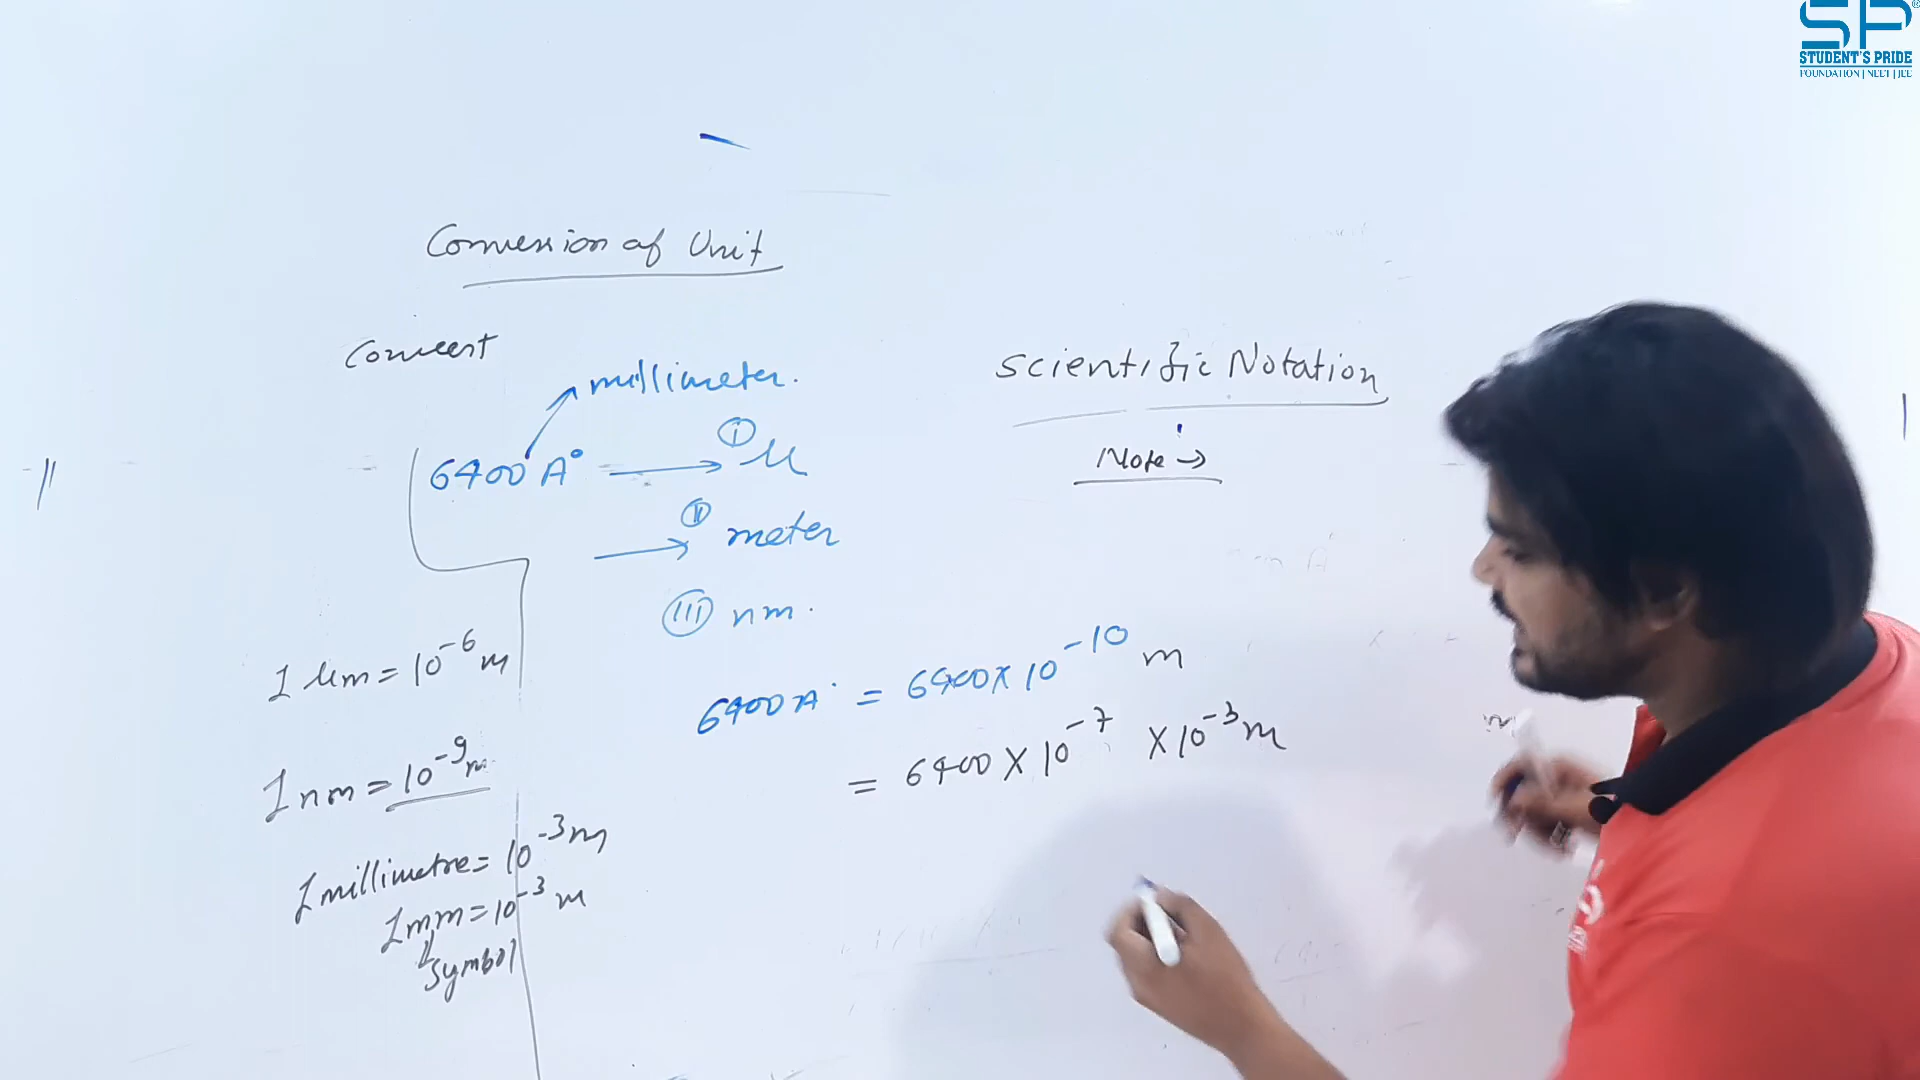 SP®
STUDENT'S PRIDE
FOUNDATION | NEET | JEE
Conversion of Unit
Convert
millimeter.
6400 A° → (i) μ
→ (ii) meter
(iii) nm.
1 μm = 10⁻⁶ m
1 nm = 10⁻⁹ m
1 millimetre = 10⁻³ m
1 mm = 10⁻³ m
symbol
Scientific Notation
Note →
6400 A° = 6400 × 10⁻¹⁰ m
= 6400 × 10⁻⁷ × 10⁻³ m